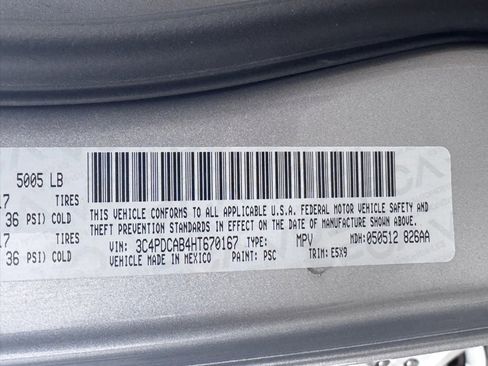 5005 LB
17 TIRES
36 PSI) COLD
17 TIRES
36 PSI) COLD
THIS VEHICLE CONFORMS TO ALL APPLICABLE U.S.A. FEDERAL MOTOR VEHICLE SAFETY
AND THEFT PREVENTION STANDARDS IN EFFECT ON THE DATE OF MANUFACTURE SHOWN ABOVE.
VIN: 3C4PDCAB4HT670167 TYPE: MPV MDH: 050512 826AA
VEHICLE MADE IN MEXICO PAINT: PSC TRIM: E5X9